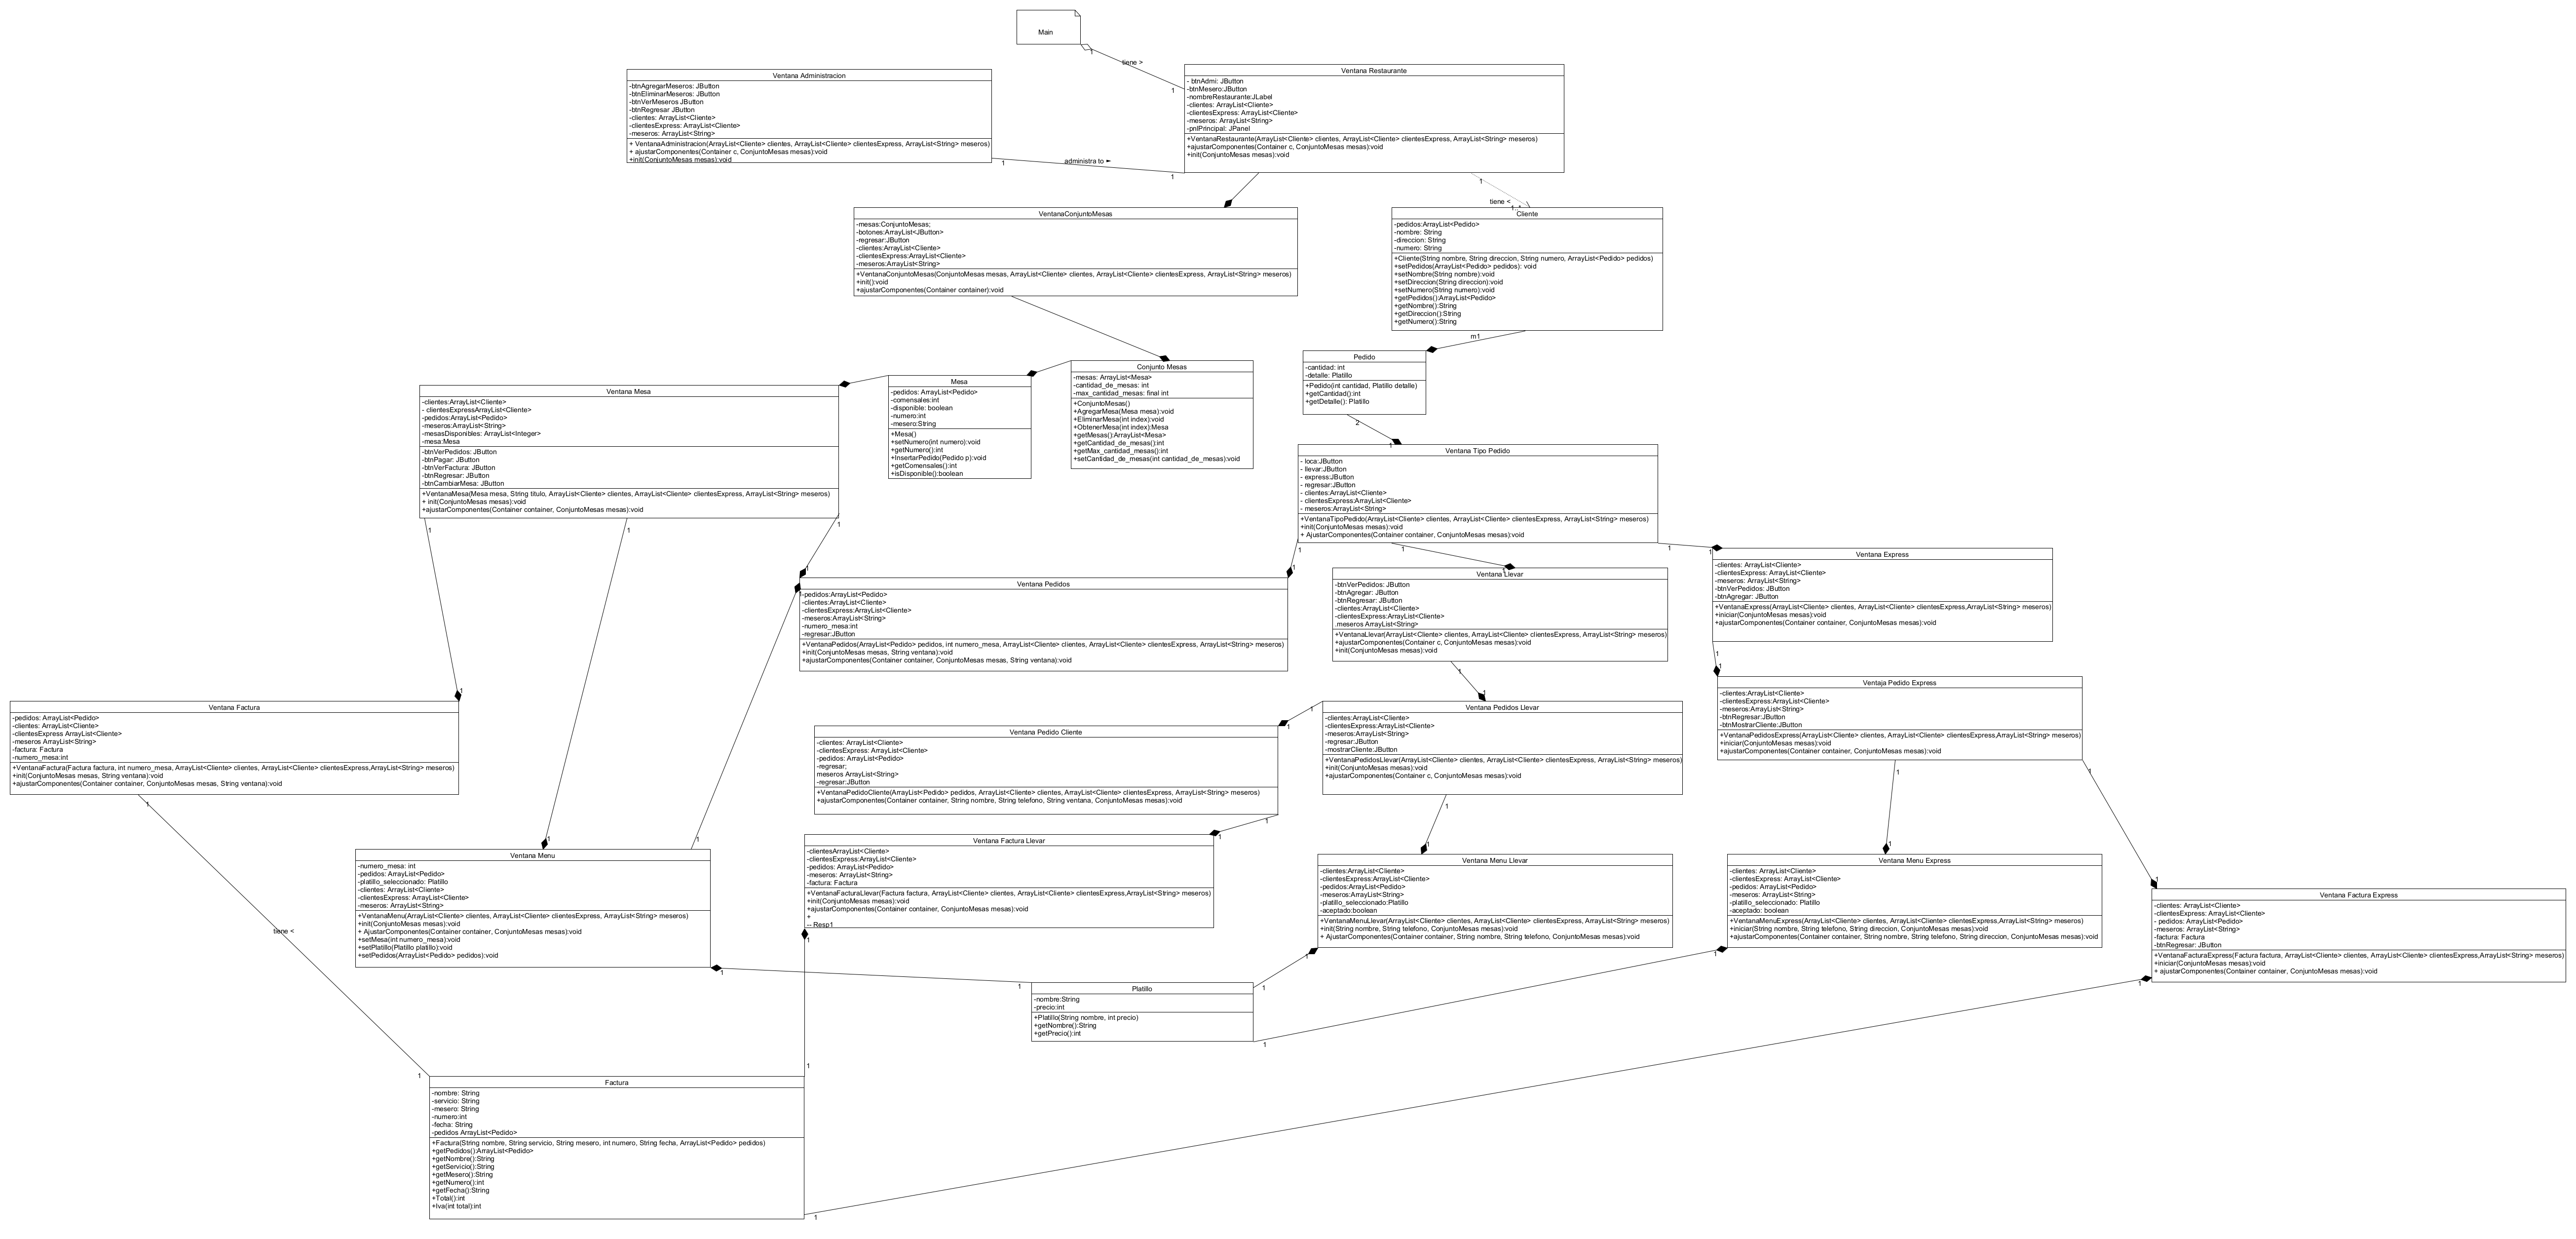 Main
tiene >
1
1
Ventana Administracion
-btnAgregarMeseros: JButton
-btnEliminarMeseros: JButton
-btnVerMeseros JButton
-btnRegresar JButton
-clientes: ArrayList<Cliente>
-clientesExpress: ArrayList<Cliente>
-meseros: ArrayList<String>
+ VentanaAdministracion(ArrayList<Cliente> clientes, ArrayList<Cliente> clientesExpress, ArrayList<String> meseros)
+ ajustarComponentes(Container c, ConjuntoMesas mesas):void
+init(ConjuntoMesas mesas):void
1
administra to ►
1
Ventana Restaurante
- btnAdmi: JButton
-btnMesero:JButton
-nombreRestaurante:JLabel
-clientes: ArrayList<Cliente>
-clientesExpress: ArrayList<Cliente>
-meseros: ArrayList<String>
-pnlPrincipal: JPanel
+VentanaRestaurante(ArrayList<Cliente> clientes, ArrayList<Cliente> clientesExpress, ArrayList<String> meseros)
+ajustarComponentes(Container c, ConjuntoMesas mesas):void
+init(ConjuntoMesas mesas):void
1
tiene <
VentanaConjuntoMesas
-mesas:ConjuntoMesas;
-botones:ArrayList<JButton>
-regresar:JButton
-clientes:ArrayList<Cliente>
-clientesExpress:ArrayList<Cliente>
-meseros:ArrayList<String>
+VentanaConjuntoMesas(ConjuntoMesas mesas, ArrayList<Cliente> clientes, ArrayList<Cliente> clientesExpress, ArrayList<String> meseros)
+init():void
+ajustarComponentes(Container container):void
Cliente
-pedidos:ArrayList<Pedido>
-nombre: String
-direccion: String
-numero: String
+Cliente(String nombre, String direccion, String numero, ArrayList<Pedido> pedidos)
+setPedidos(ArrayList<Pedido> pedidos): void
+setNombre(String nombre):void
+setDireccion(String direccion):void
+setNumero(String numero):void
+getPedidos():ArrayList<Pedido>
+getNombre():String
+getDireccion():String
+getNumero():String
m1
Pedido
-cantidad: int
-detalle: Platillo
+Pedido(int cantidad, Platillo detalle)
+getCantidad():int
+getDetalle(): Platillo
2
1
Conjunto Mesas
-mesas: ArrayList<Mesa>
-cantidad_de_mesas: int
-max_cantidad_mesas: final int
+ConjuntoMesas()
+AgregarMesa(Mesa mesa):void
+EliminarMesa(int index):void
+ObtenerMesa(int index):Mesa
+getMesas():ArrayList<Mesa>
+getCantidad_de_mesas():int
+getMax_cantidad_mesas():int
+setCantidad_de_mesas(int cantidad_de_mesas):void
Mesa
-pedidos: ArrayList<Pedido>
-comensales:int
-disponible: boolean
-numero:int
-mesero:String
+Mesa()
+setNumero(int numero):void
+getNumero():int
+InsertarPedido(Pedido p):void
+getComensales():int
+isDisponible():boolean
Ventana Mesa
-clientes:ArrayList<Cliente>
- clientesExpressArrayList<Cliente>
-pedidos:ArrayList<Pedido>
-meseros:ArrayList<String>
-mesasDisponibles: ArrayList<Integer>
-mesa:Mesa
-btnVerPedidos: JButton
-btnPagar: JButton
-btnVerFactura: JButton
-btnRegresar: JButton
-btnCambiarMesa: JButton
+VentanaMesa(Mesa mesa, String titulo, ArrayList<Cliente> clientes, ArrayList<Cliente> clientesExpress, ArrayList<String> meseros)
+ init(ConjuntoMesas mesas):void
+ajustarComponentes(Container container, ConjuntoMesas mesas):void
1
1
1
Ventana Tipo Pedido
- loca:JButton
- llevar:JButton
- express:JButton
- regresar:JButton
- clientes:ArrayList<Cliente>
- clientesExpress:ArrayList<Cliente>
- meseros:ArrayList<String>
+VentanaTipoPedido(ArrayList<Cliente> clientes, ArrayList<Cliente> clientesExpress, ArrayList<String> meseros)
+init(ConjuntoMesas mesas):void
+ AjustarComponentes(Container container, ConjuntoMesas mesas):void
1
1
1
1
1
1
1
Ventana Pedidos
-pedidos:ArrayList<Pedido>
-clientes:ArrayList<Cliente>
-clientesExpress:ArrayList<Cliente>
-meseros:ArrayList<String>
-numero_mesa:int
-regresar:JButton
+VentanaPedidos(ArrayList<Pedido> pedidos, int numero_mesa, ArrayList<Cliente> clientes, ArrayList<Cliente> clientesExpress, ArrayList<String> meseros)
+init(ConjuntoMesas mesas, String ventana):void
+ajustarComponentes(Container container, ConjuntoMesas mesas, String ventana):void
Ventana Llevar
-btnVerPedidos: JButton
-btnAgregar: JButton
-btnRegresar: JButton
-clientes:ArrayList<Cliente>
-clientesExpress:ArrayList<Cliente>
.meseros ArrayList<String>
+VentanaLlevar(ArrayList<Cliente> clientes, ArrayList<Cliente> clientesExpress, ArrayList<String> meseros)
+ajustarComponentes(Container c, ConjuntoMesas mesas):void
+init(ConjuntoMesas mesas):void
1
1
Ventana Express
-clientes: ArrayList<Cliente>
-clientesExpress: ArrayList<Cliente>
-meseros: ArrayList<String>
-btnVerPedidos: JButton
-btnAgregar: JButton
+VentanaExpress(ArrayList<Cliente> clientes, ArrayList<Cliente> clientesExpress,ArrayList<String> meseros)
+iniciar(ConjuntoMesas mesas):void
+ajustarComponentes(Container container, ConjuntoMesas mesas):void
1
1
Ventaja Pedido Express
-clientes:ArrayList<Cliente>
-clientesExpress:ArrayList<Cliente>
-meseros:ArrayList<String>
-btnRegresar:JButton
-btnMostrarCliente:JButton
+VentanaPedidosExpress(ArrayList<Cliente> clientes, ArrayList<Cliente> clientesExpress,ArrayList<String> meseros)
+iniciar(ConjuntoMesas mesas):void
+ajustarComponentes(Container container, ConjuntoMesas mesas):void
1
1
1
Ventana Factura
-pedidos: ArrayList<Pedido>
-clientes: ArrayList<Cliente>
-clientesExpress ArrayList<Cliente>
-meseros ArrayList<String>
-factura: Factura
-numero_mesa:int
+VentanaFactura(Factura factura, int numero_mesa, ArrayList<Cliente> clientes, ArrayList<Cliente> clientesExpress,ArrayList<String> meseros)
+init(ConjuntoMesas mesas, String ventana):void
+ajustarComponentes(Container container, ConjuntoMesas mesas, String ventana):void
1
tiene <
1
Ventana Pedidos Llevar
-clientes:ArrayList<Cliente>
-clientesExpress:ArrayList<Cliente>
-meseros:ArrayList<String>
-regresar:JButton
-mostrarCliente:JButton
+VentanaPedidosLlevar(ArrayList<Cliente> clientes, ArrayList<Cliente> clientesExpress, ArrayList<String> meseros)
+init(ConjuntoMesas mesas):void
+ajustarComponentes(Container c, ConjuntoMesas mesas):void
1
1
1
1
Ventana Pedido Cliente
-clientes: ArrayList<Cliente>
-clientesExpress: ArrayList<Cliente>
-pedidos: ArrayList<Pedido>
-regresar;
meseros ArrayList<String>
-regresar:JButton
+VentanaPedidoCliente(ArrayList<Pedido> pedidos, ArrayList<Cliente> clientes, ArrayList<Cliente> clientesExpress, ArrayList<String> meseros)
+ajustarComponentes(Container container, String nombre, String telefono, String ventana, ConjuntoMesas mesas):void
1
1
Ventana Factura Llevar
-clientesArrayList<Cliente>
-clientesExpress:ArrayList<Cliente>
-pedidos: ArrayList<Pedido>
-meseros: ArrayList<String>
-factura: Factura
+VentanaFacturaLlevar(Factura factura, ArrayList<Cliente> clientes, ArrayList<Cliente> clientesExpress,ArrayList<String> meseros)
+init(ConjuntoMesas mesas):void
+ajustarComponentes(Container container, ConjuntoMesas mesas):void
+
-- Resp1
1
1
Ventana Menu
-numero_mesa: int
-pedidos: ArrayList<Pedido>
-platillo_seleccionado: Platillo
-clientes: ArrayList<Cliente>
-clientesExpress: ArrayList<Cliente>
-meseros: ArrayList<String>
+VentanaMenu(ArrayList<Cliente> clientes, ArrayList<Cliente> clientesExpress, ArrayList<String> meseros)
+init(ConjuntoMesas mesas):void
+ AjustarComponentes(Container container, ConjuntoMesas mesas):void
+setMesa(int numero_mesa):void
+setPlatillo(Platillo platillo):void
+setPedidos(ArrayList<Pedido> pedidos):void
1
1
1
1
Ventana Menu Llevar
-clientes:ArrayList<Cliente>
-clientesExpress:ArrayList<Cliente>
-pedidos:ArrayList<Pedido>
-meseros:ArrayList<String>
-platillo_seleccionado:Platillo
-aceptado:boolean
+VentanaMenuLlevar(ArrayList<Cliente> clientes, ArrayList<Cliente> clientesExpress, ArrayList<String> meseros)
+init(String nombre, String telefono, ConjuntoMesas mesas):void
+ AjustarComponentes(Container container, String nombre, String telefono, ConjuntoMesas mesas):void
1
1
Ventana Menu Express
-clientes: ArrayList<Cliente>
-clientesExpress: ArrayList<Cliente>
-pedidos: ArrayList<Pedido>
-meseros: ArrayList<String>
-platillo_seleccionado: Platillo
-aceptado: boolean
+VentanaMenuExpress(ArrayList<Cliente> clientes, ArrayList<Cliente> clientesExpress,ArrayList<String> meseros)
+iniciar(String nombre, String telefono, String direccion, ConjuntoMesas mesas):void
+ajustarComponentes(Container container, String nombre, String telefono, String direccion, ConjuntoMesas mesas):void
1
1
1
Ventana Factura Express
-clientes: ArrayList<Cliente>
-clientesExpress: ArrayList<Cliente>
- pedidos: ArrayList<Pedido>
-meseros: ArrayList<String>
-factura: Factura
-btnRegresar: JButton
+VentanaFacturaExpress(Factura factura, ArrayList<Cliente> clientes, ArrayList<Cliente> clientesExpress,ArrayList<String> meseros)
+iniciar(ConjuntoMesas mesas):void
+ ajustarComponentes(Container container, ConjuntoMesas mesas):void
1
1
Platillo
-nombre:String
-precio:int
+Platillo(String nombre, int precio)
+getNombre():String
+getPrecio():int
Factura
-nombre: String
-servicio: String
-mesero: String
-numero:int
-fecha: String
-pedidos ArrayList<Pedido>
+Factura(String nombre, String servicio, String mesero, int numero, String fecha, ArrayList<Pedido> pedidos)
+getPedidos():ArrayList<Pedido>
+getNombre():String
+getServicio():String
+getMesero():String
+getNumero():int
+getFecha():String
+Total():int
+Iva(int total):int
1